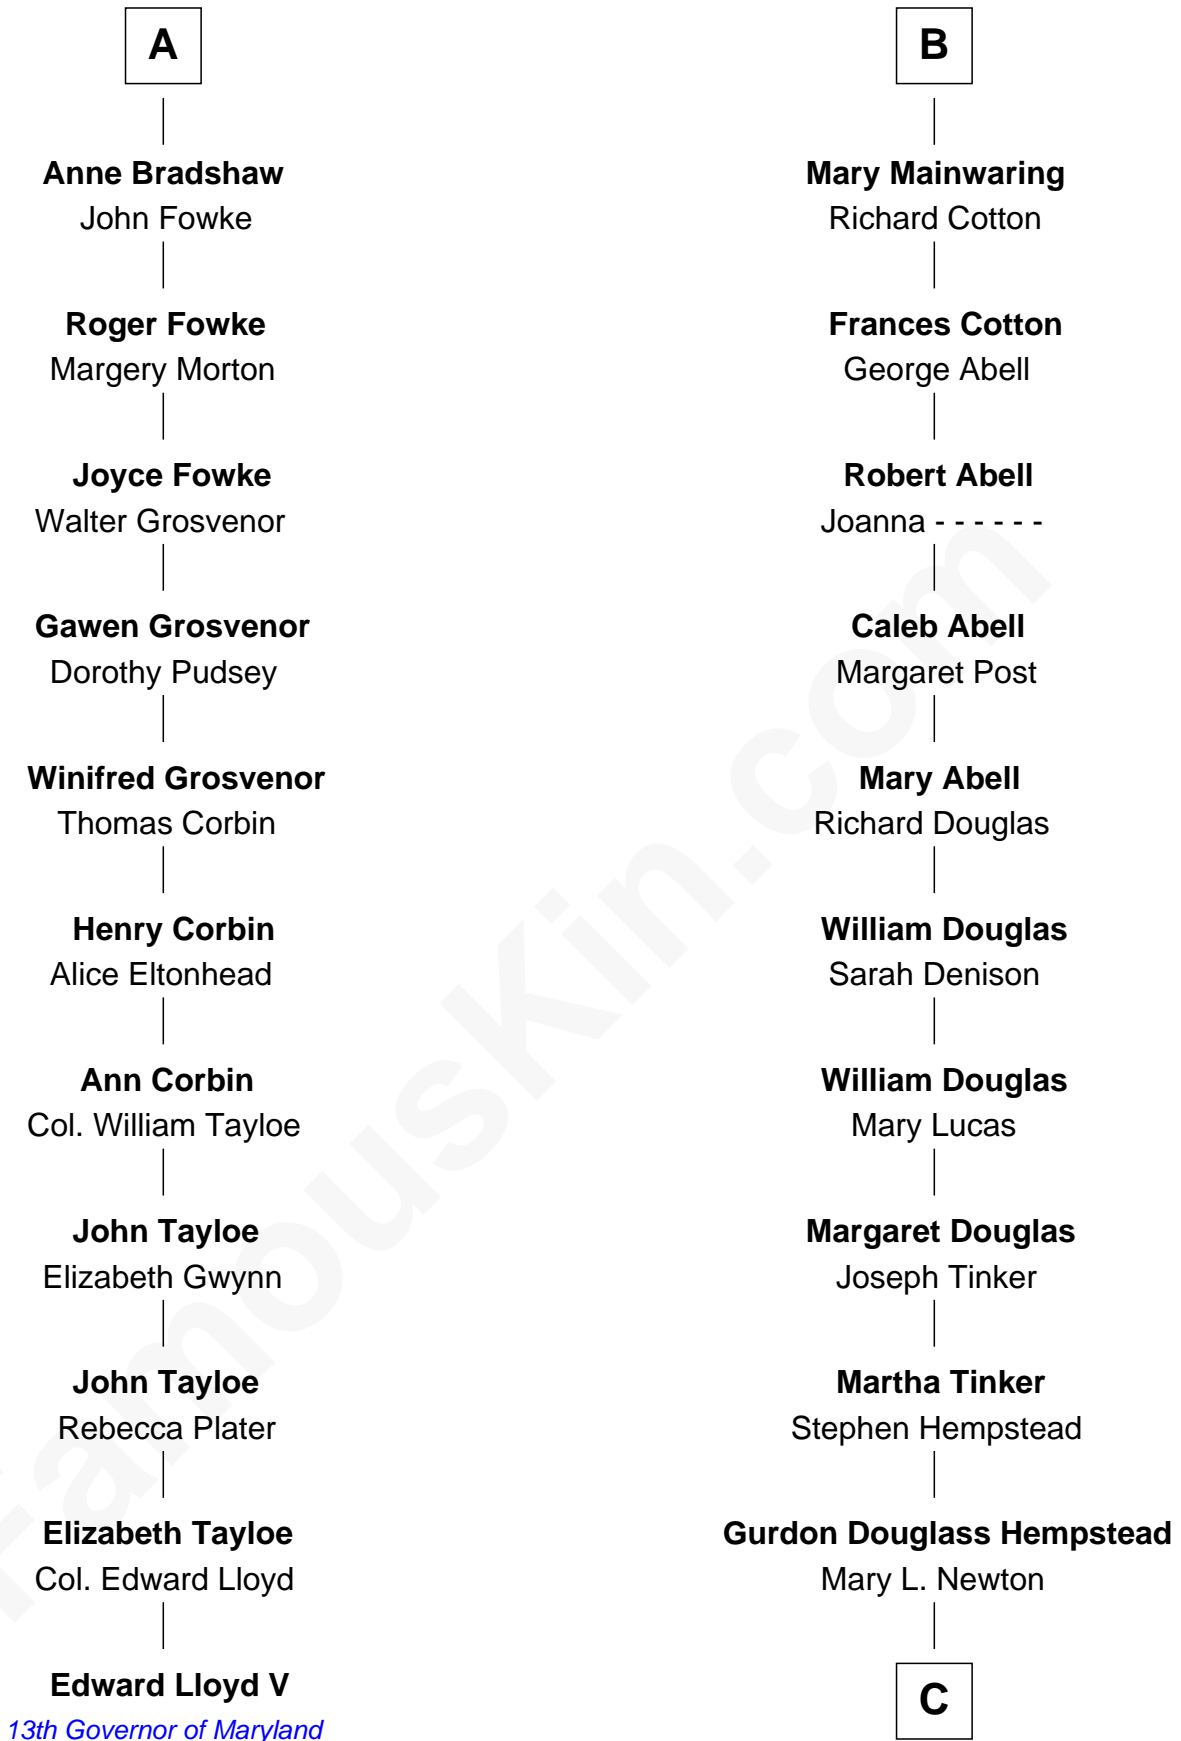 A
Anne Bradshaw
John Fowke
Roger Fowke
Margery Morton
Joyce Fowke
Walter Grosvenor
Gawen Grosvenor
Dorothy Pudsey
Winifred Grosvenor
Thomas Corbin
Henry Corbin
Alice Eltonhead
Ann Corbin
Col. William Tayloe
John Tayloe
Elizabeth Gwynn
John Tayloe
Rebecca Plater
Elizabeth Tayloe
Col. Edward Lloyd
Edward Lloyd V
13th Governor of Maryland
B
Mary Mainwaring
Richard Cotton
Frances Cotton
George Abell
Robert Abell
Joanna - - - - - -
Caleb Abell
Margaret Post
Mary Abell
Richard Douglas
William Douglas
Sarah Denison
William Douglas
Mary Lucas
Margaret Douglas
Joseph Tinker
Martha Tinker
Stephen Hempstead
Gurdon Douglass Hempstead
Mary L. Newton
C
FamousKin.com